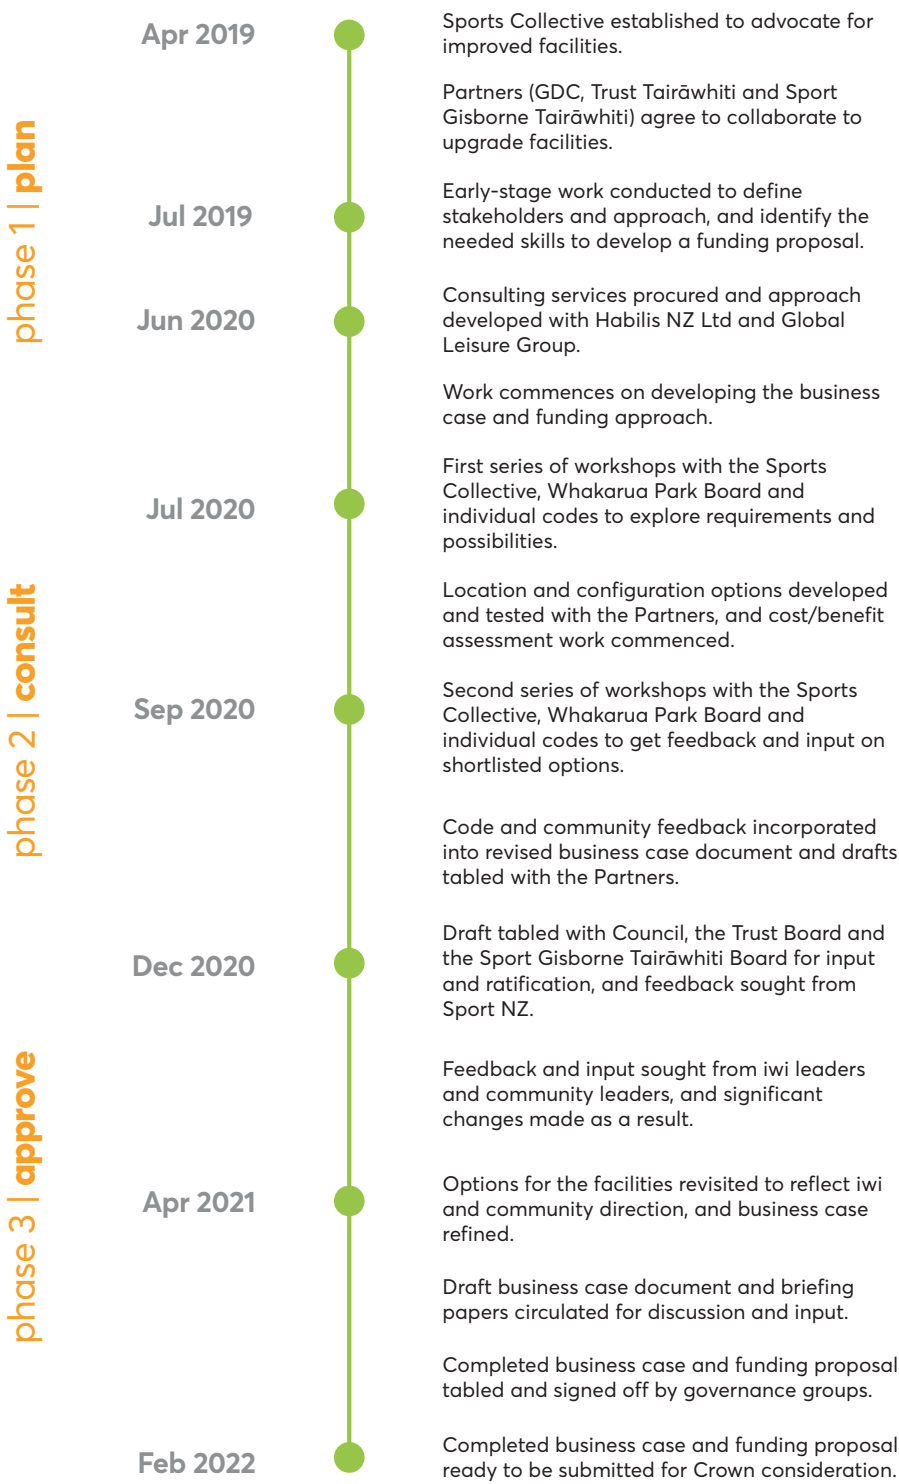 phase 1 | plan
Apr 2019
Sports Collective established to advocate for
improved facilities.
Partners (GDC, Trust Tairāwhiti and Sport
Gisborne Tairāwhiti) agree to collaborate to
upgrade facilities.
Jul 2019
Early-stage work conducted to define
stakeholders and approach, and identify the
needed skills to develop a funding proposal.
Jun 2020
Consulting services procured and approach
developed with Habilis NZ Ltd and Global
Leisure Group.
Work commences on developing the business
case and funding approach.
phase 2 | consult
Jul 2020
First series of workshops with the Sports
Collective, Whakarua Park Board and
individual codes to explore requirements and
possibilities.
Location and configuration options developed
and tested with the Partners, and cost/benefit
assessment work commenced.
Sep 2020
Second series of workshops with the Sports
Collective, Whakarua Park Board and
individual codes to get feedback and input on
shortlisted options.
Code and community feedback incorporated
into revised business case document and drafts
tabled with the Partners.
Dec 2020
Draft tabled with Council, the Trust Board and
the Sport Gisborne Tairāwhiti Board for input
and ratification, and feedback sought from
Sport NZ.
phase 3 | approve
Feedback and input sought from iwi leaders
and community leaders, and significant
changes made as a result.
Apr 2021
Options for the facilities revisited to reflect iwi
and community direction, and business case
refined.
Draft business case document and briefing
papers circulated for discussion and input.
Completed business case and funding proposal
tabled and signed off by governance groups.
Feb 2022
Completed business case and funding proposal
ready to be submitted for Crown consideration.